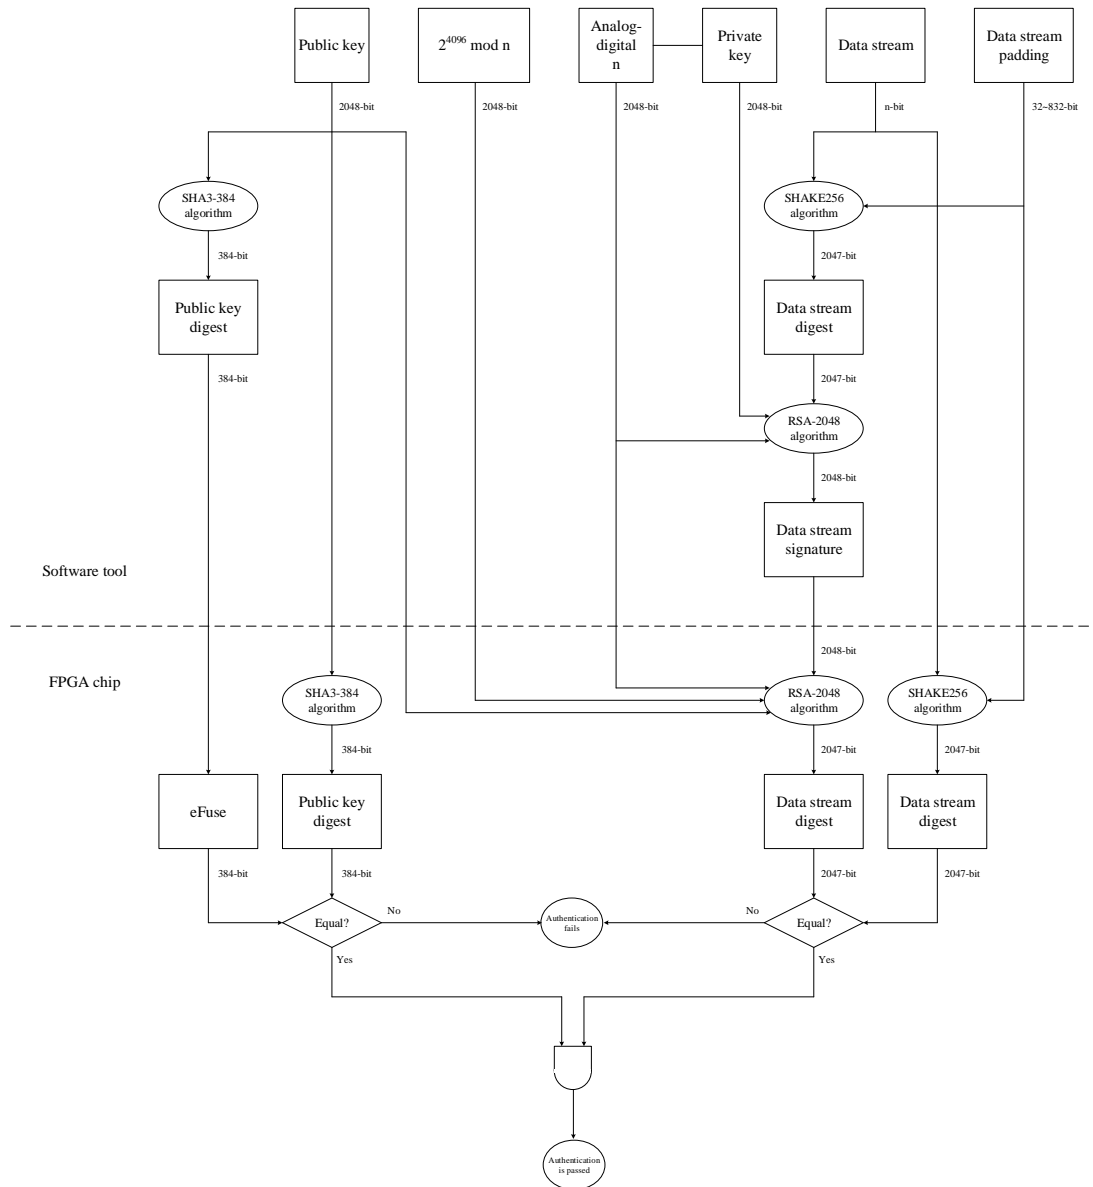 Public key
2^4096 mod n
Analog-
digital
n
Private
key
Data stream
Data stream
padding
2048-bit
2048-bit
2048-bit
2048-bit
n-bit
32~832-bit
SHA3-384
algorithm
SHAKE256
algorithm
384-bit
2047-bit
Public key
digest
Data stream
digest
384-bit
2047-bit
RSA-2048
algorithm
2048-bit
Data stream
signature
Software tool
2048-bit
FPGA chip
SHA3-384
algorithm
RSA-2048
algorithm
SHAKE256
algorithm
384-bit
2047-bit
2047-bit
eFuse
Public key
digest
Data stream
digest
Data stream
digest
384-bit
384-bit
2047-bit
2047-bit
Equal?
No
Authentication
fails
No
Equal?
Yes
Yes
Authentication
is passed